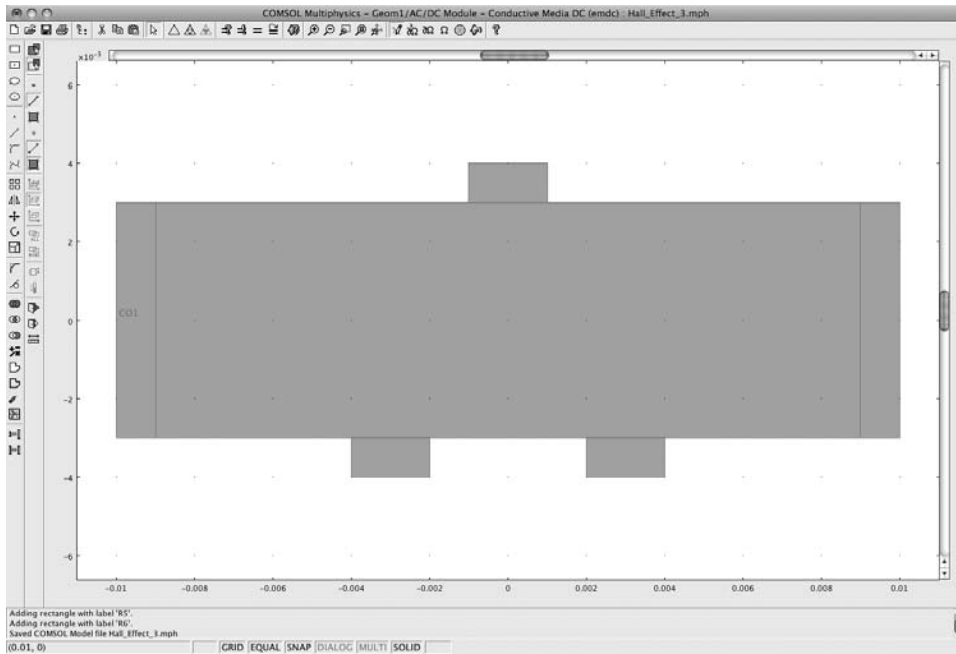 COMSOL Multiphysics - Geom1/AC/DC Module - Conductive Media DC (emdc) : Hall_Effect_3.mph
×10⁻³
6
4
2
CO1
0
-2
-4
-6
-0.01 -0.008 -0.006 -0.004 -0.002 0 0.002 0.004 0.006 0.008 0.01
Adding rectangle with label 'R5'.
Adding rectangle with label 'R6'.
Saved COMSOL Model file Hall_Effect_3.mph
(0.01, 0) GRID EQUAL SNAP DIALOG MULTI SOLID